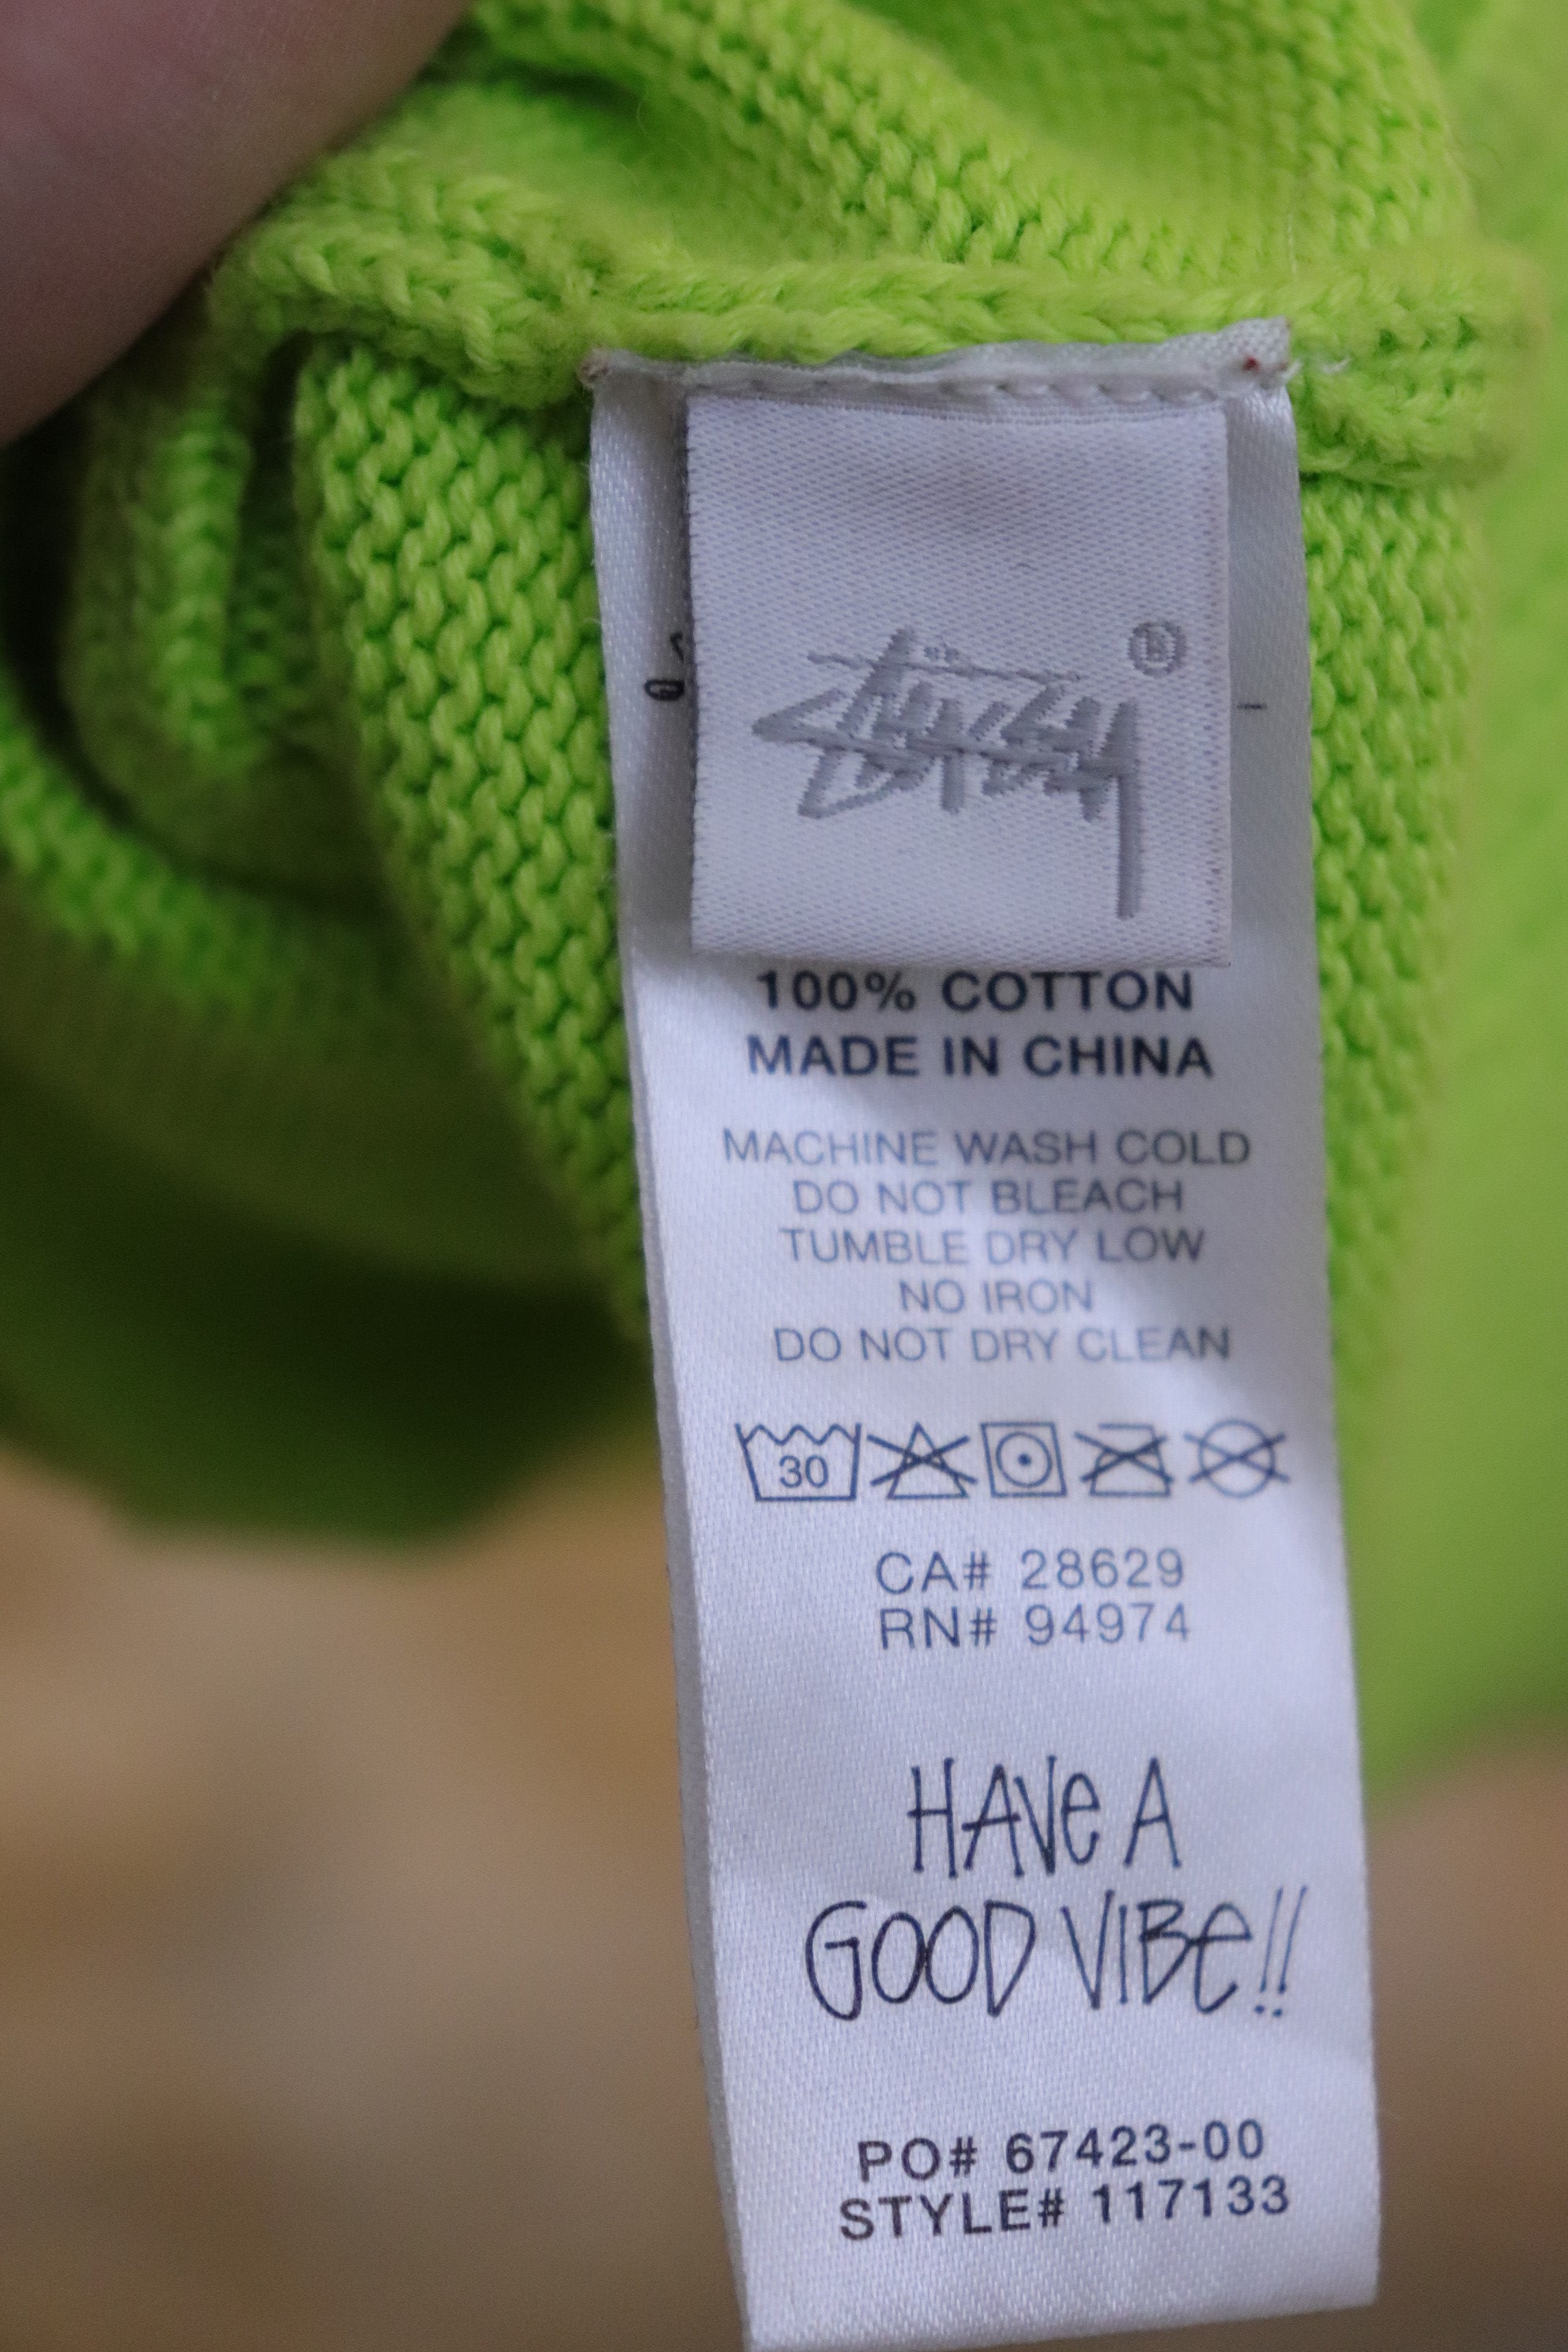 Stüssy ®
100% COTTON
MADE IN CHINA
MACHINE WASH COLD
DO NOT BLEACH
TUMBLE DRY LOW
NO IRON
DO NOT DRY CLEAN
30
CA# 28629
RN# 94974
HAVe A
GOOD VIBe!!
PO# 67423-00
STYLE# 117133